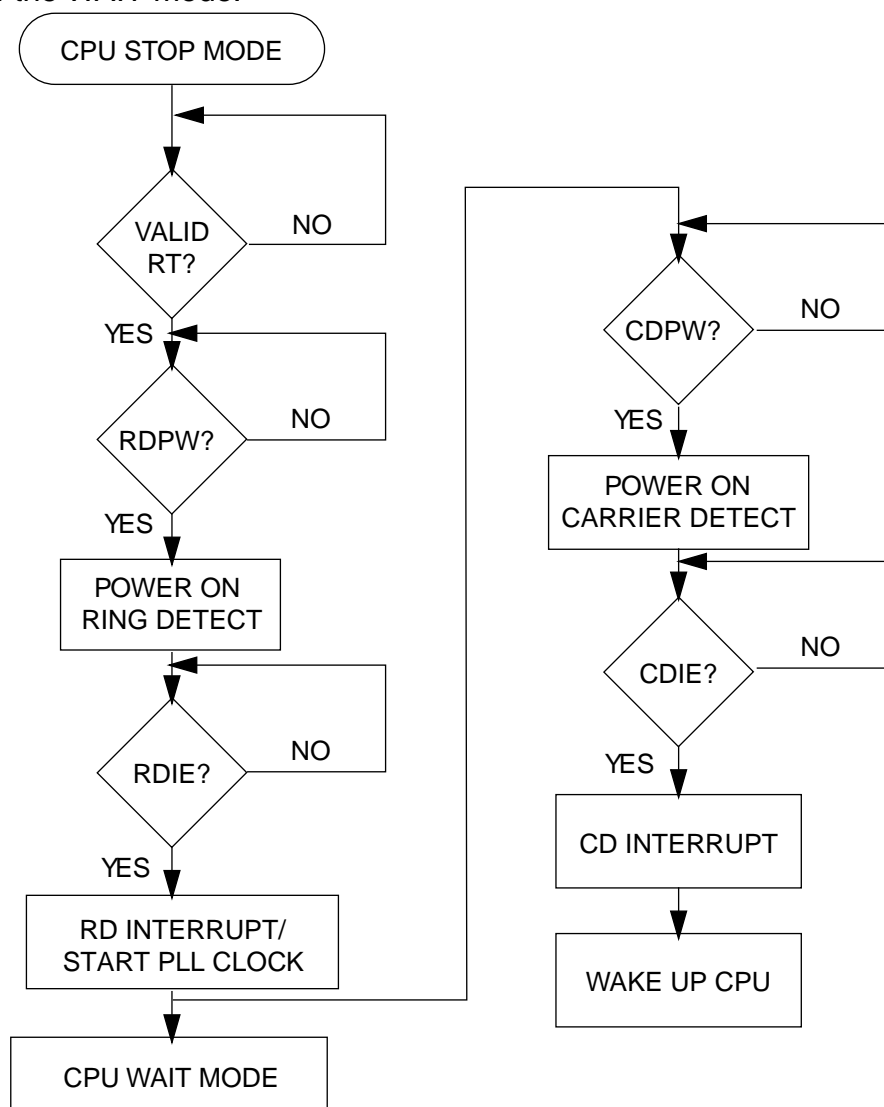 CPU STOP MODE
VALID
RT?
NO
YES
RDPW?
NO
YES
POWER ON
RING DETECT
RDIE?
NO
YES
RD INTERRUPT/
START PLL CLOCK
CPU WAIT MODE
CDPW?
NO
YES
POWER ON
CARRIER DETECT
CDIE?
NO
YES
CD INTERRUPT
WAKE UP CPU